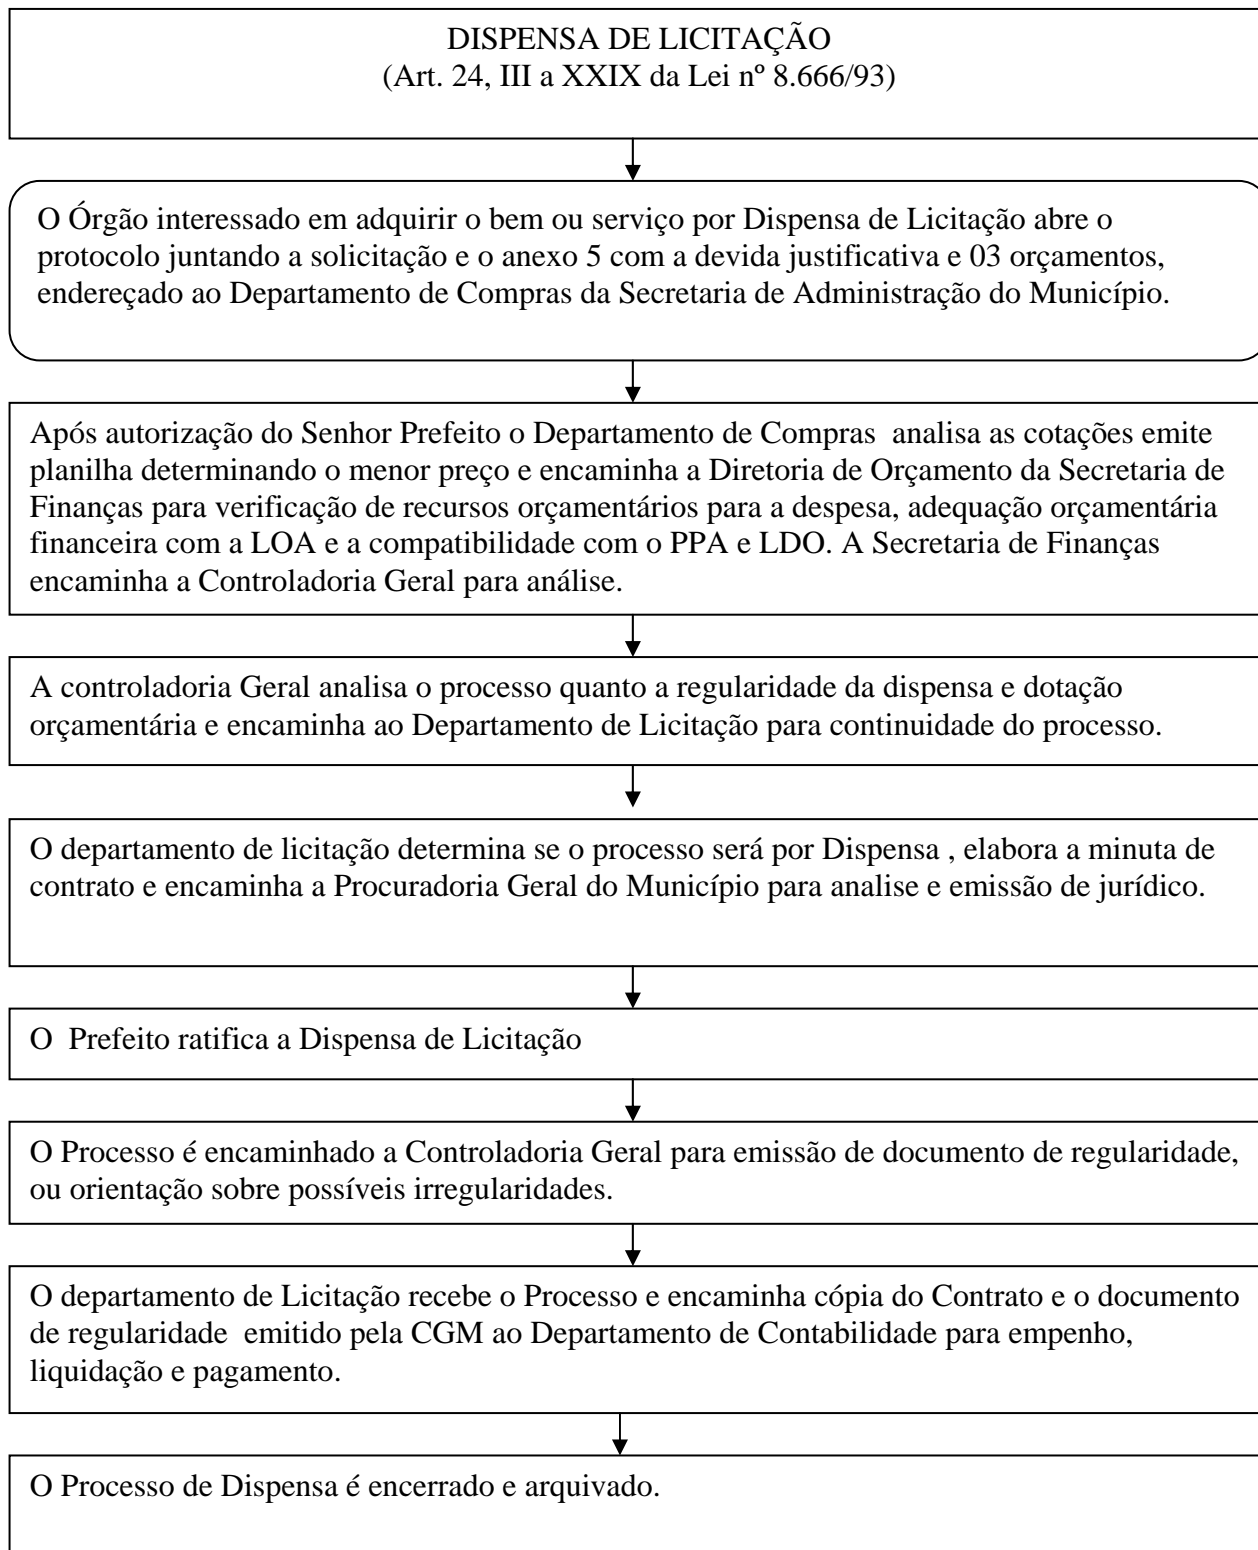 DISPENSA DE LICITAÇÃO
(Art. 24, III a XXIX da Lei nº 8.666/93)
O Órgão interessado em adquirir o bem ou serviço por Dispensa de Licitação abre o
protocolo juntando a solicitação e o anexo 5 com a devida justificativa e 03 orçamentos,
endereçado ao Departamento de Compras da Secretaria de Administração do Município.
Após autorização do Senhor Prefeito o Departamento de Compras analisa as cotações emite
planilha determinando o menor preço e encaminha a Diretoria de Orçamento da Secretaria de
Finanças para verificação de recursos orçamentários para a despesa, adequação orçamentária
financeira com a LOA e a compatibilidade com o PPA e LDO. A Secretaria de Finanças
encaminha a Controladoria Geral para análise.
A controladoria Geral analisa o processo quanto a regularidade da dispensa e dotação
orçamentária e encaminha ao Departamento de Licitação para continuidade do processo.
O departamento de licitação determina se o processo será por Dispensa , elabora a minuta de
contrato e encaminha a Procuradoria Geral do Município para analise e emissão de jurídico.
O Prefeito ratifica a Dispensa de Licitação
O Processo é encaminhado a Controladoria Geral para emissão de documento de regularidade,
ou orientação sobre possíveis irregularidades.
O departamento de Licitação recebe o Processo e encaminha cópia do Contrato e o documento
de regularidade emitido pela CGM ao Departamento de Contabilidade para empenho,
liquidação e pagamento.
O Processo de Dispensa é encerrado e arquivado.